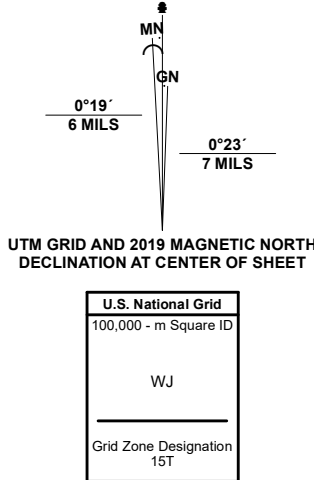 MN
GN
0°19´
6 MILS
0°23´
7 MILS
UTM GRID AND 2019 MAGNETIC NORTH
DECLINATION AT CENTER OF SHEET
U.S. National Grid
100,000 - m Square ID
WJ
Grid Zone Designation
15T